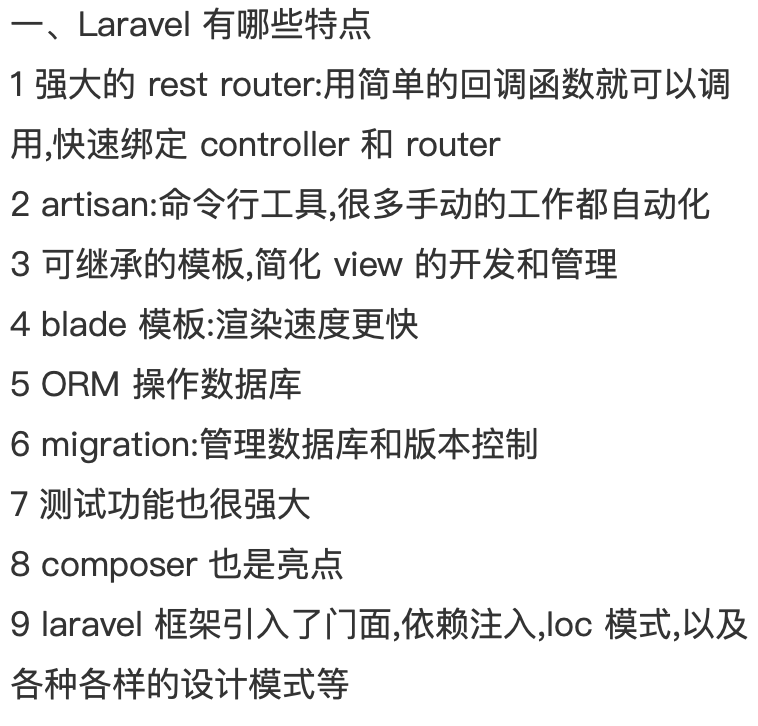 一、Laravel 有哪些特点
1 强大的 rest router:用简单的回调函数就可以调
用,快速绑定 controller 和 router
2 artisan:命令行工具,很多手动的工作都自动化
3 可继承的模板,简化 view 的开发和管理
4 blade 模板:渲染速度更快
5 ORM 操作数据库
6 migration:管理数据库和版本控制
7 测试功能也很强大
8 composer 也是亮点
9 laravel 框架引入了门面,依赖注入,Ioc 模式,以及
各种各样的设计模式等